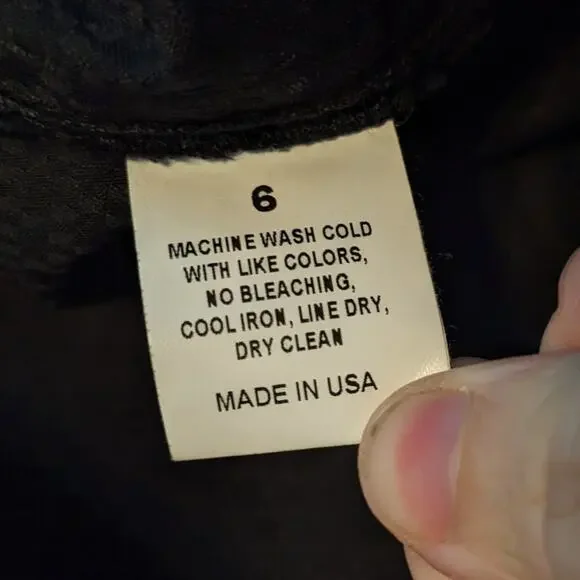 6
MACHINE WASH COLD
WITH LIKE COLORS,
NO BLEACHING,
COOL IRON, LINE DRY,
DRY CLEAN
MADE IN USA